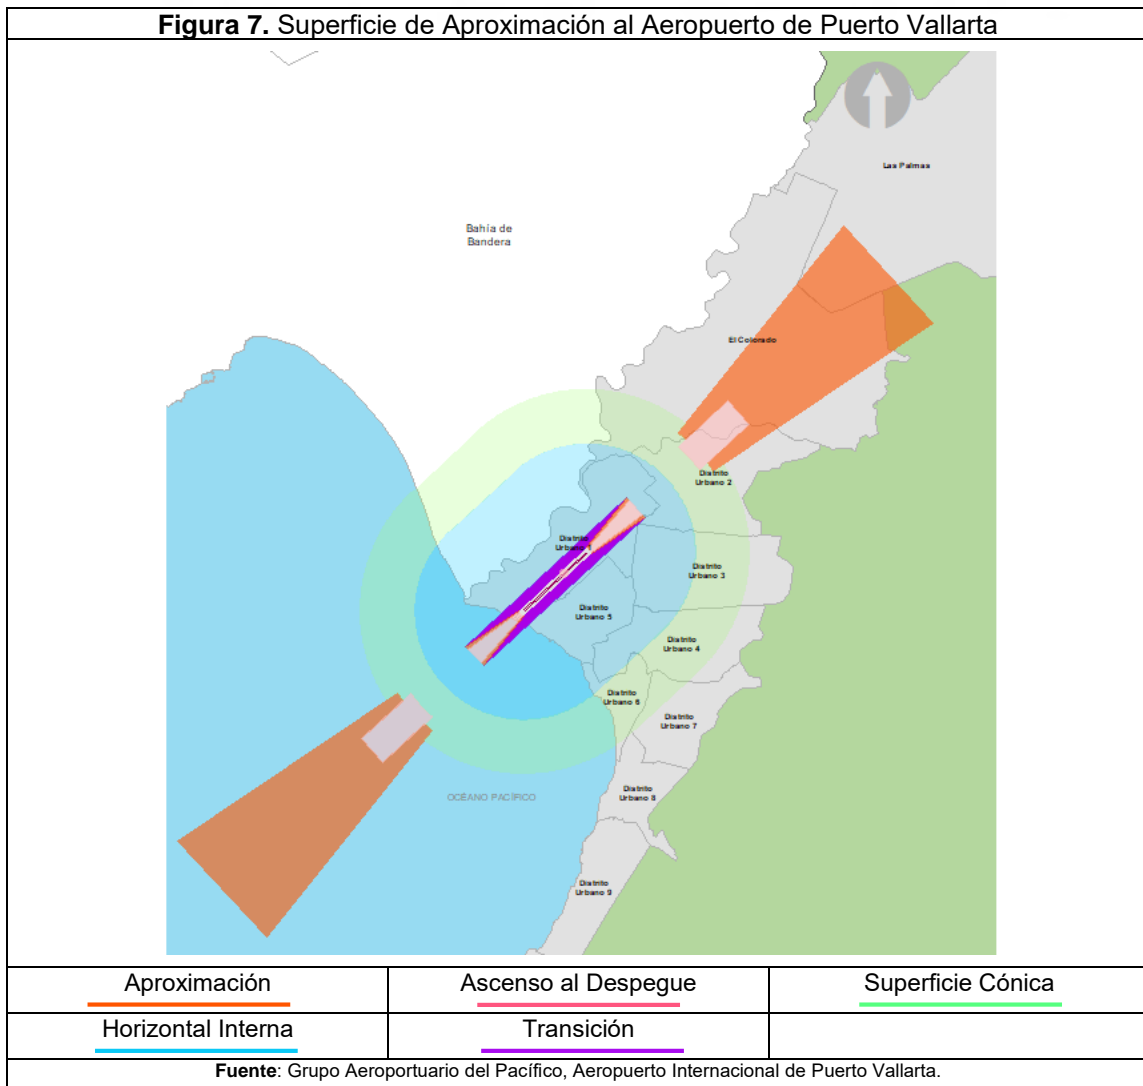 Figura 7. Superficie de Aproximación al Aeropuerto de Puerto Vallarta
Las Palmas
Bahía de
Bandera
El Colorado
Distrito
Urbano 2
Distrito
Urbano 1
Distrito
Urbano 3
Distrito
Urbano 5
Distrito
Urbano 4
Distrito
Urbano 6
Distrito
Urbano 7
OCÉANO PACÍFICO
Distrito
Urbano 8
Distrito
Urbano 9
Aproximación
Ascenso al Despegue
Superficie Cónica
Horizontal Interna
Transición
Fuente: Grupo Aeroportuario del Pacífico, Aeropuerto Internacional de Puerto Vallarta.